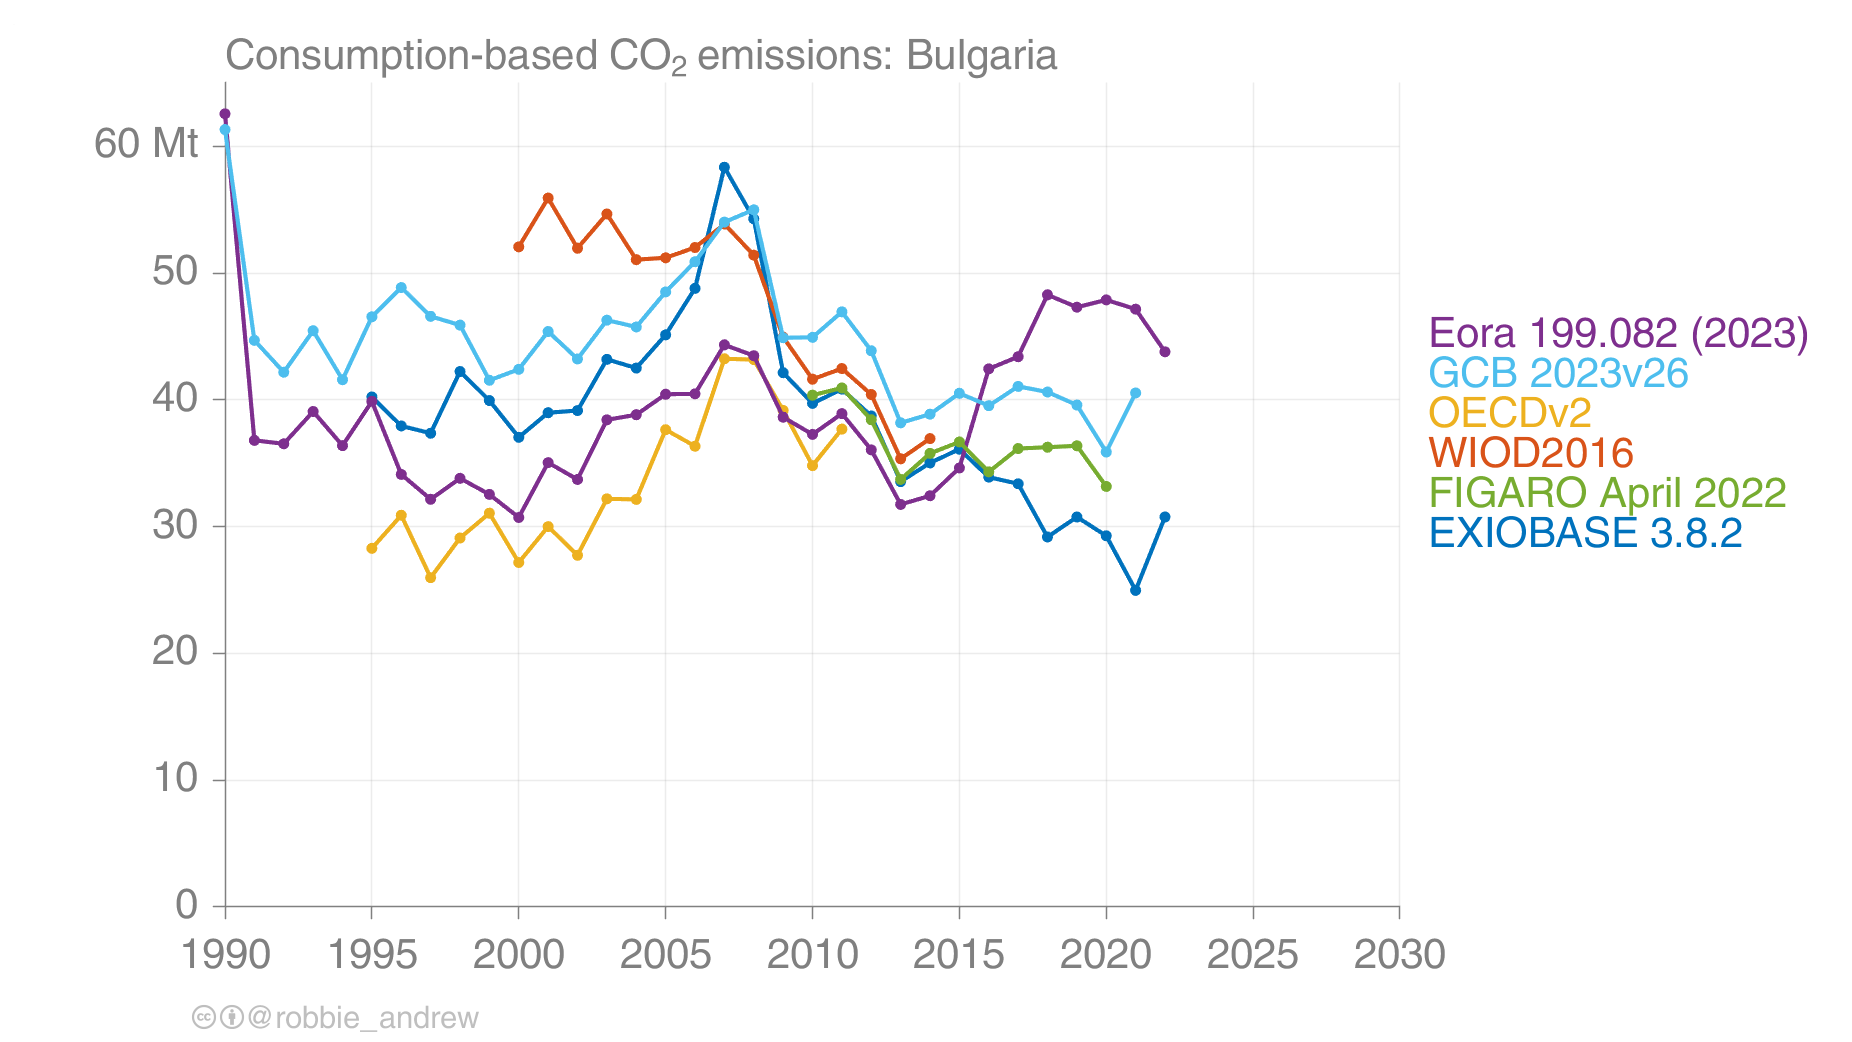 Consumption-based CO₂ emissions: Bulgaria
60 Mt
50
40
30
20
10
0
1990 1995 2000 2005 2010 2015 2020 2025 2030
Eora 199.082 (2023)
GCB 2023v26
OECDv2
WIOD2016
FIGARO April 2022
EXIOBASE 3.8.2
@robbie_andrew